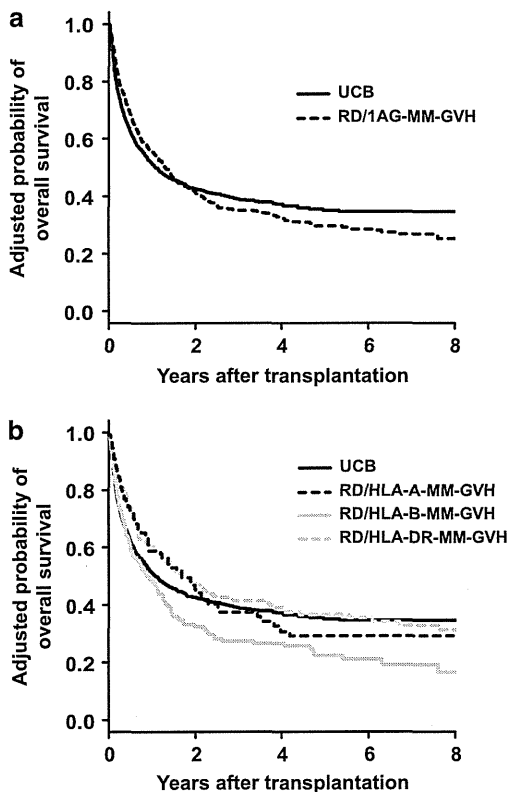 a
Adjusted probability of
overall survival
1.0
0.8
0.6
0.4
0.2
0.0
UCB
RD/1AG-MM-GVH
0 2 4 6 8
Years after transplantation
b
Adjusted probability of
overall survival
1.0
0.8
0.6
0.4
0.2
0.0
UCB
RD/HLA-A-MM-GVH
RD/HLA-B-MM-GVH
RD/HLA-DR-MM-GVH
0 2 4 6 8
Years after transplantation